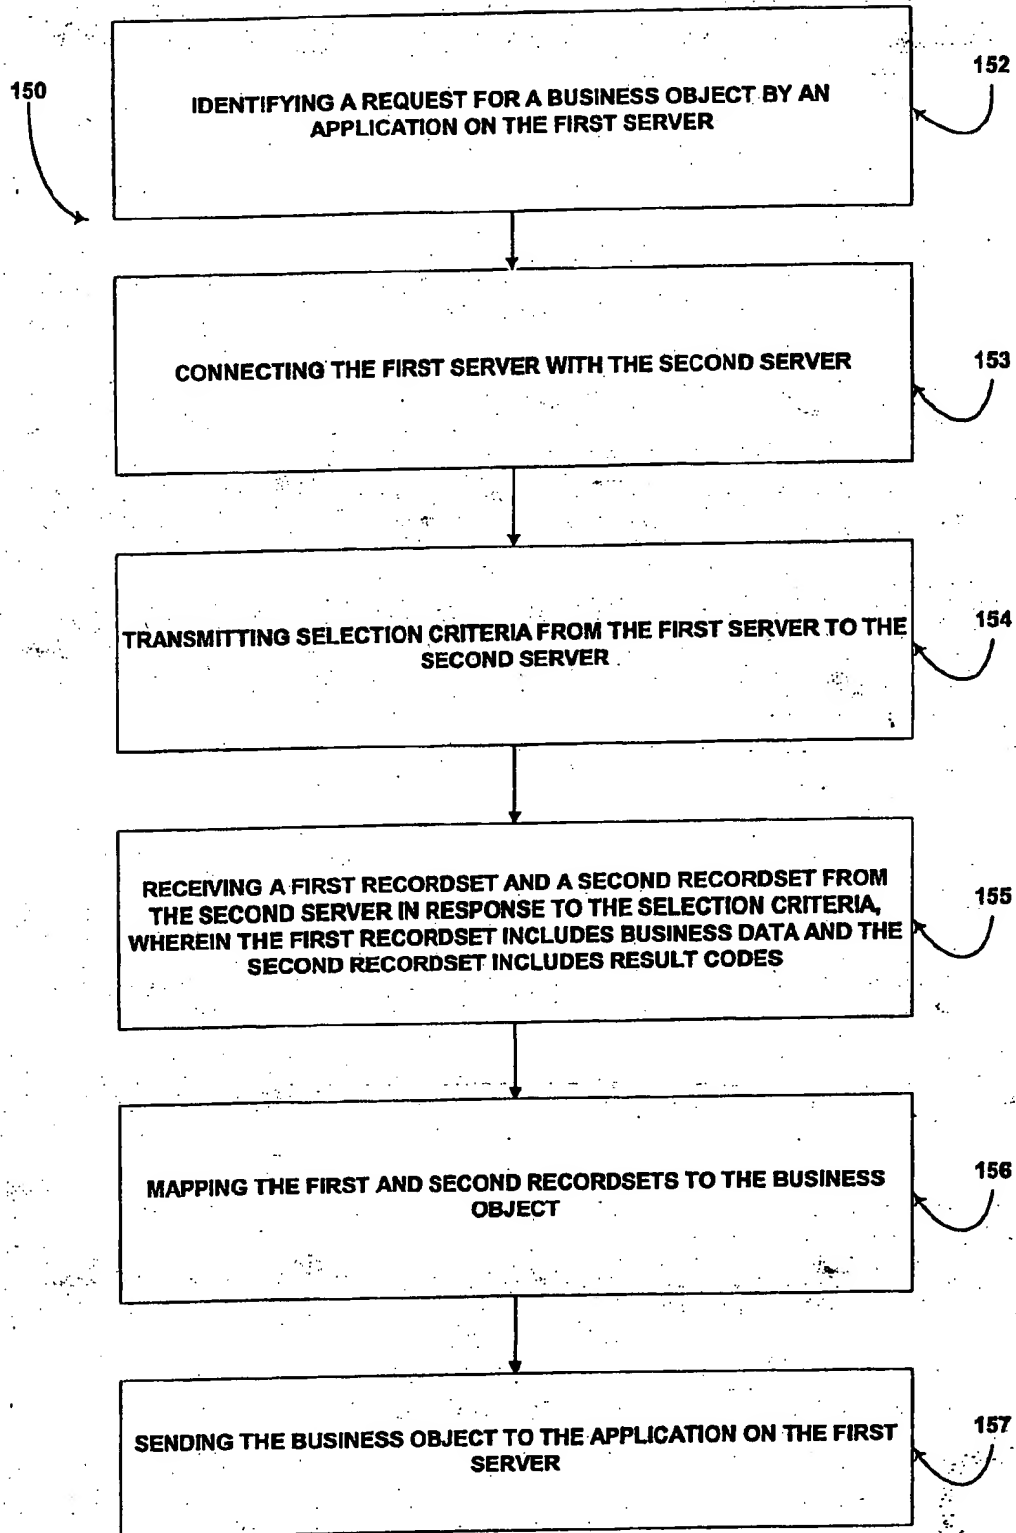 150
152
IDENTIFYING A REQUEST FOR A BUSINESS OBJECT BY AN
APPLICATION ON THE FIRST SERVER
153
CONNECTING THE FIRST SERVER WITH THE SECOND SERVER
154
TRANSMITTING SELECTION CRITERIA FROM THE FIRST SERVER TO THE
SECOND SERVER
155
RECEIVING A FIRST RECORDSET AND A SECOND RECORDSET FROM
THE SECOND SERVER IN RESPONSE TO THE SELECTION CRITERIA,
WHEREIN THE FIRST RECORDSET INCLUDES BUSINESS DATA AND THE
SECOND RECORDSET INCLUDES RESULT CODES
156
MAPPING THE FIRST AND SECOND RECORDSETS TO THE BUSINESS
OBJECT
157
SENDING THE BUSINESS OBJECT TO THE APPLICATION ON THE FIRST
SERVER